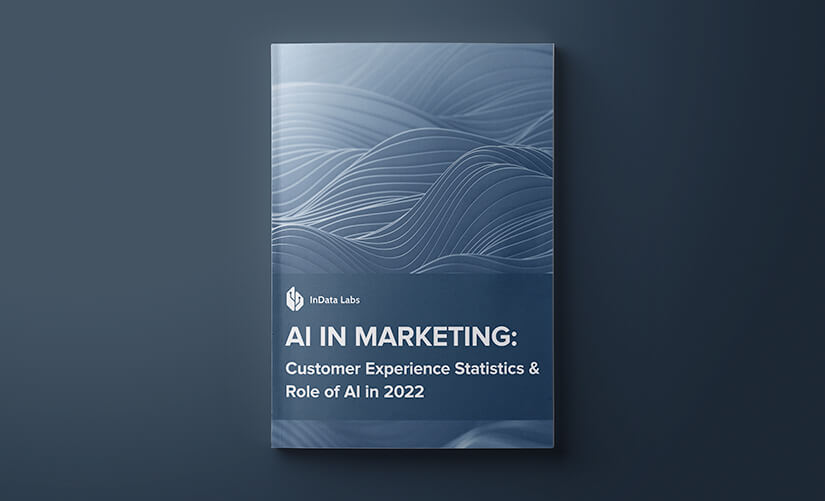 InData Labs
AI IN MARKETING:
Customer Experience Statistics &
Role of AI in 2022